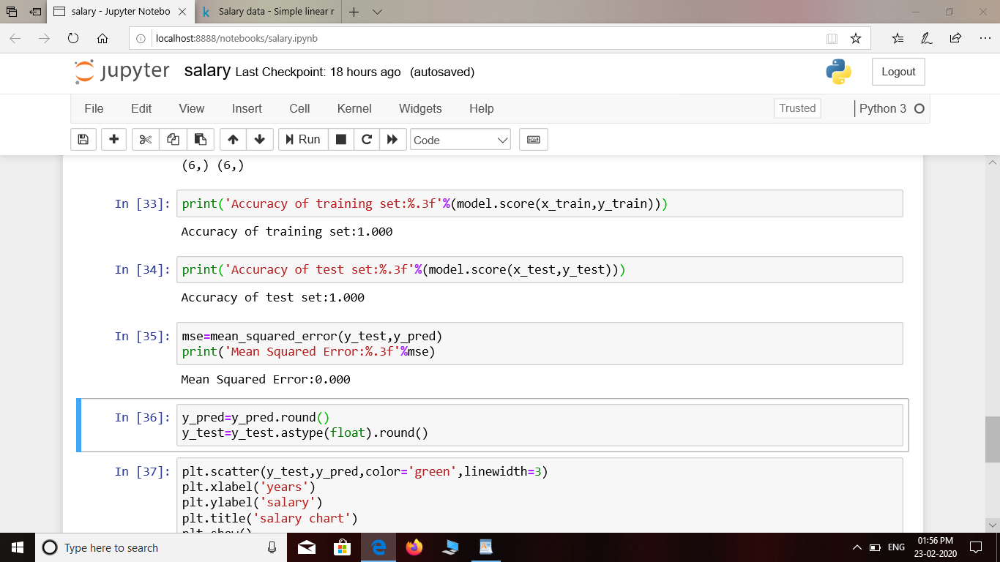 salary - Jupyter Notebo
Salary data - Simple linear r
localhost:8888/notebooks/salary.ipynb
jupyter salary Last Checkpoint: 18 hours ago (autosaved)
Logout
File Edit View Insert Cell Kernel Widgets Help
Trusted
Python 3
Run
Code
(6,) (6,)
In [33]: print('Accuracy of training set:%.3f'%(model.score(x_train,y_train)))
Accuracy of training set:1.000
In [34]: print('Accuracy of test set:%.3f'%(model.score(x_test,y_test)))
Accuracy of test set:1.000
In [35]: mse=mean_squared_error(y_test,y_pred)
print('Mean Squared Error:%.3f'%mse)
Mean Squared Error:0.000
In [36]: y_pred=y_pred.round()
y_test=y_test.astype(float).round()
In [37]: plt.scatter(y_test,y_pred,color='green',linewidth=3)
plt.xlabel('years')
plt.ylabel('salary')
plt.title('salary chart')
plt.show()
Type here to search
ENG
01:56 PM
23-02-2020